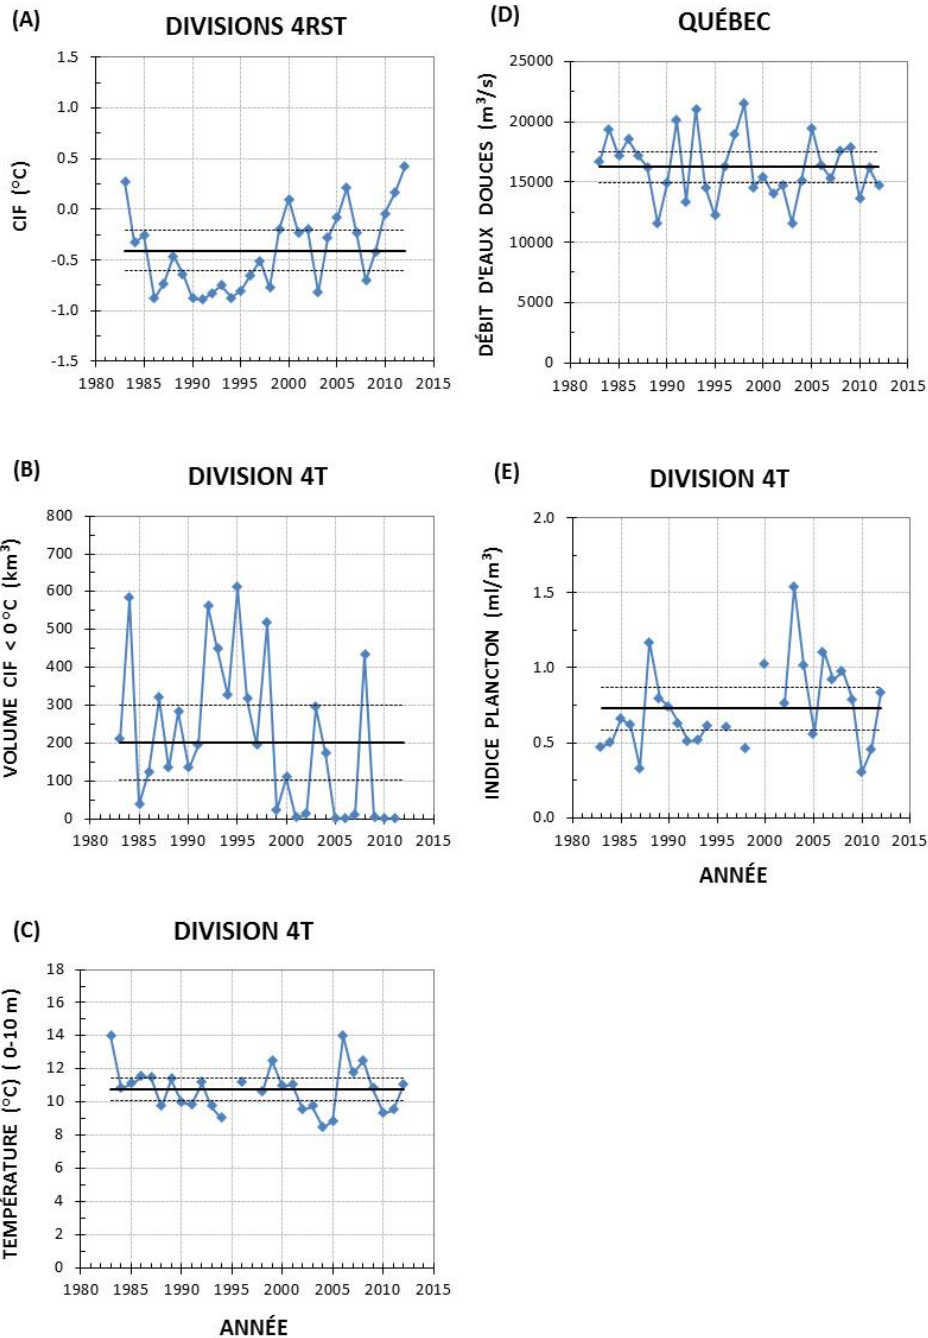 (A)
DIVISIONS 4RST
CIF (°C)
1.5
1.0
0.5
0.0
-0.5
-1.0
-1.5
1980 1985 1990 1995 2000 2005 2010 2015
(D)
QUÉBEC
DÉBIT D'EAUX DOUCES (m³/s)
25000
20000
15000
10000
5000
0
1980 1985 1990 1995 2000 2005 2010 2015
(B)
DIVISION 4T
VOLUME CIF < 0°C (km³)
800
700
600
500
400
300
200
100
0
1980 1985 1990 1995 2000 2005 2010 2015
(E)
DIVISION 4T
INDICE PLANCTON (ml/m³)
2.0
1.5
1.0
0.5
0.0
1980 1985 1990 1995 2000 2005 2010 2015
ANNÉE
(C)
DIVISION 4T
TEMPÉRATURE (°C) ( 0-10 m)
18
16
14
12
10
8
6
4
2
0
1980 1985 1990 1995 2000 2005 2010 2015
ANNÉE